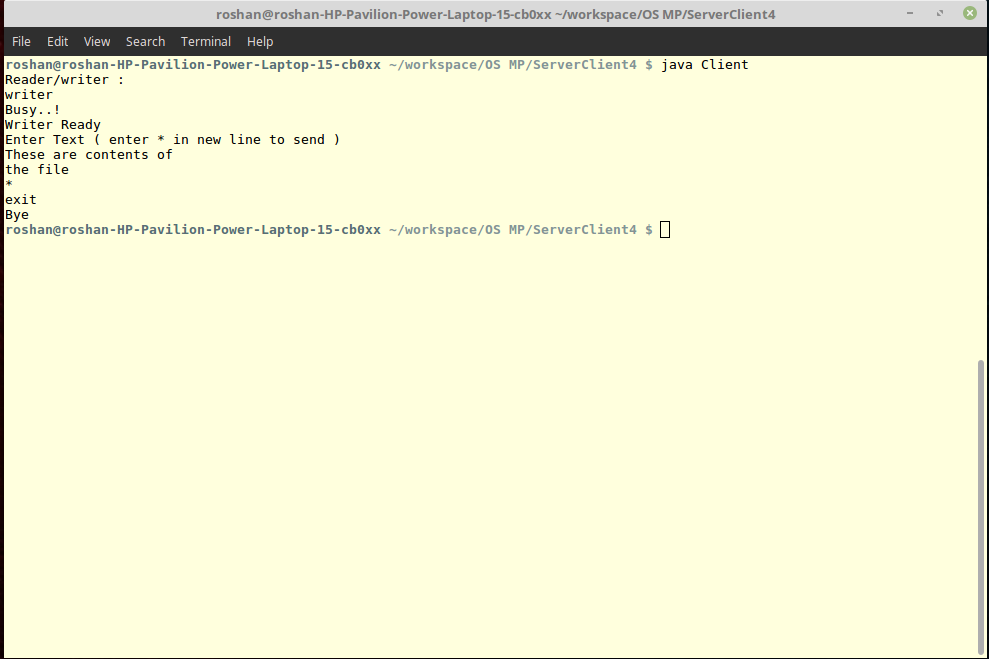 roshan@roshan-HP-Pavilion-Power-Laptop-15-cb0xx ~/workspace/OS MP/ServerClient4
File Edit View Search Terminal Help
roshan@roshan-HP-Pavilion-Power-Laptop-15-cb0xx ~/workspace/OS MP/ServerClient4 $ java Client
Reader/writer :
writer
Busy..!
Writer Ready
Enter Text ( enter * in new line to send )
These are contents of
the file
*
exit
Bye
roshan@roshan-HP-Pavilion-Power-Laptop-15-cb0xx ~/workspace/OS MP/ServerClient4 $